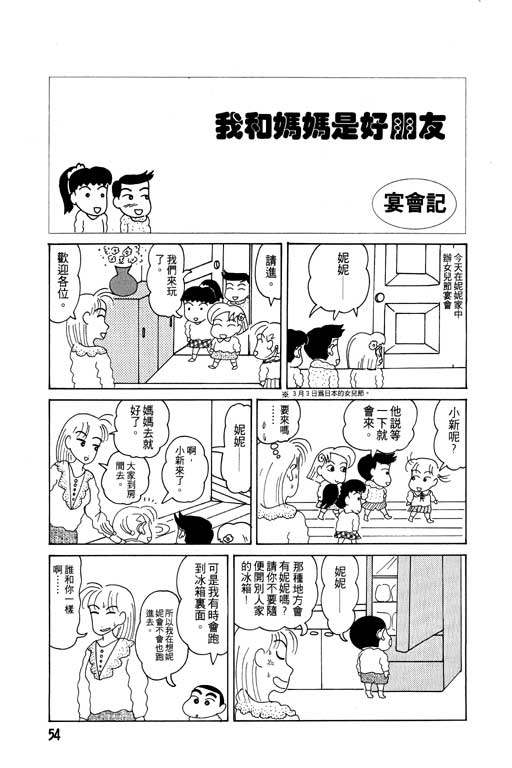 我和媽媽是好朋友
宴會記
今天在妮妮家中
辦女兒節宴會
妮妮——
※ 3月3日爲日本的女兒節。
請進。
我們來玩
了。
歡迎各位。
小新呢？
他說等
一下就
會來。
要來嗎
……
妮妮——
啊，
小新來了。
媽媽去就
好了。
大家到房
間去。
妮妮——
那種地方會
有妮妮嗎？
請你不要隨
便開別人家
的冰箱！
可是我有時會跑
到冰箱裏面。
所以我在想妮
妮會不會也跑
進去。
誰和你一樣
啊……
54